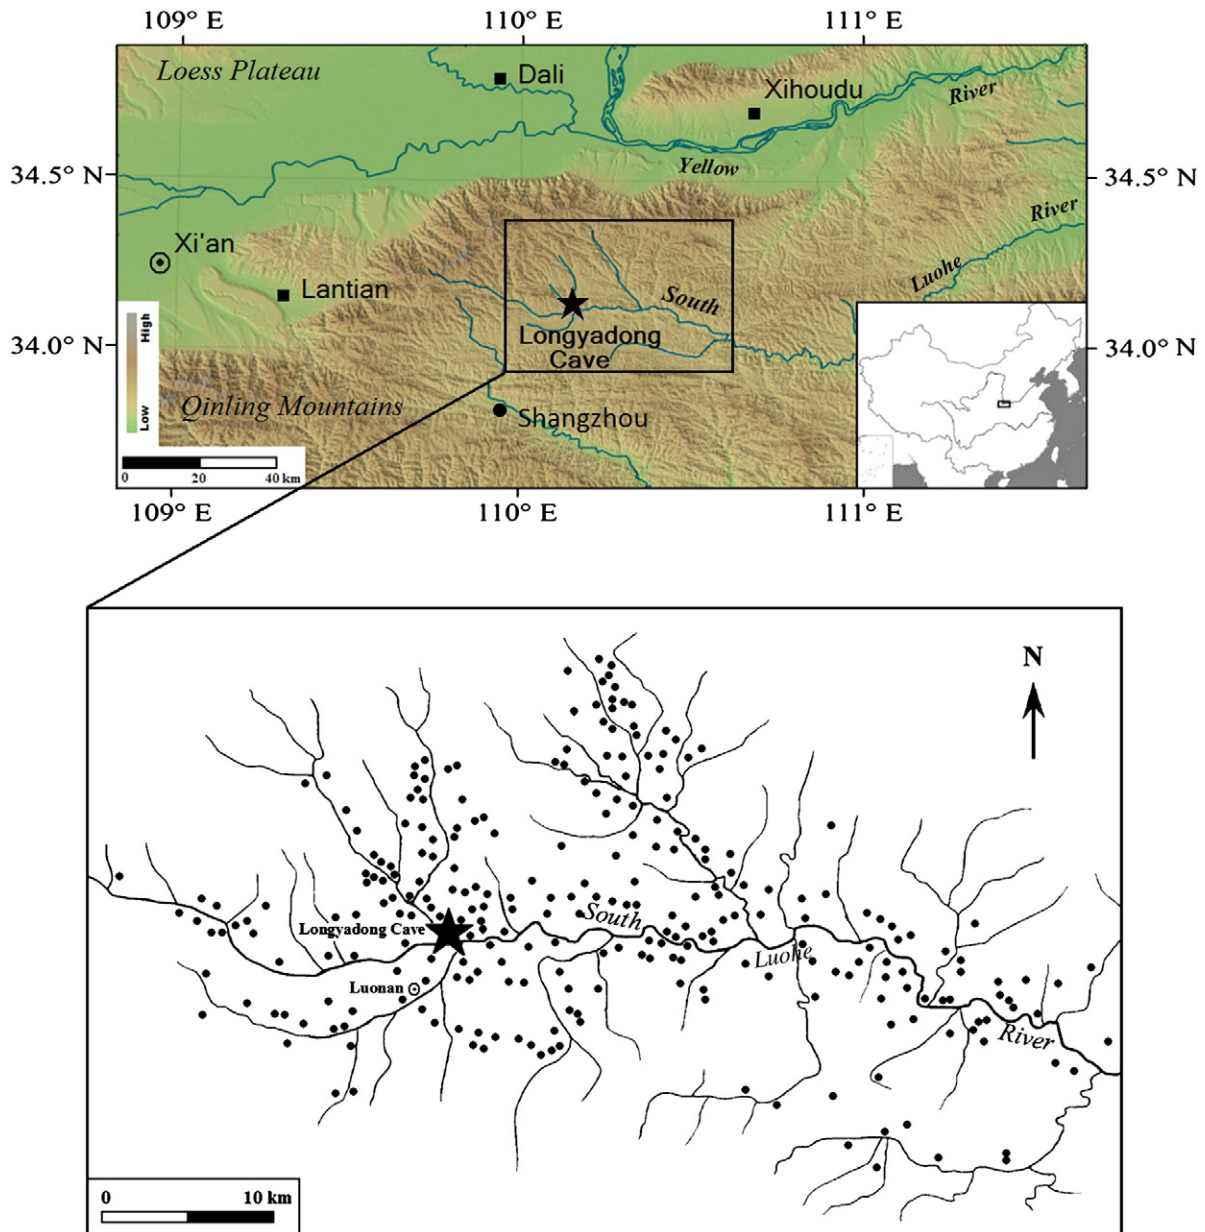 109° E 110° E 111° E
Loess Plateau
Dali
Xihoudu
River
Yellow
34.5° N
34.5° N
River
Xi'an
Luohe
Lantian
South
High
Low
Longyadong
Cave
34.0° N
34.0° N
Qinling Mountains
Shangzhou
0 20 40 km
109° E 110° E 111° E
N
South
Longyadong Cave
Luohe
Luonan
River
0 10 km